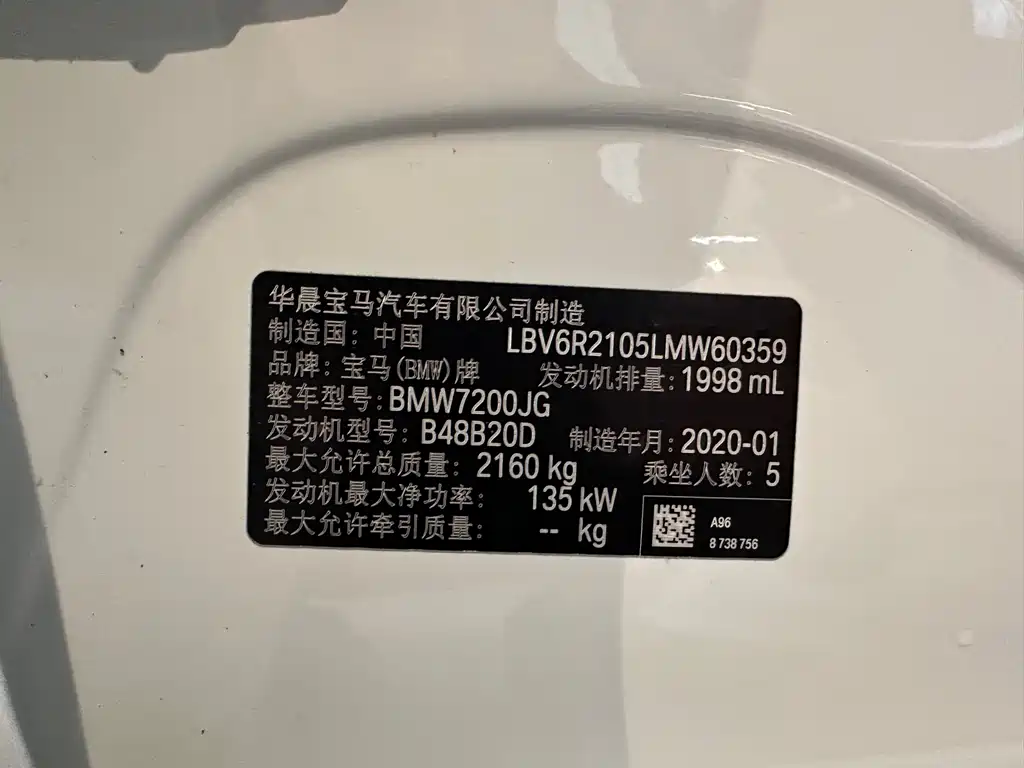 华晨宝马汽车有限公司制造
制造国：中国 LBV6R2105LMW60359
品牌：宝马(BMW)牌 发动机排量：1998 mL
整车型号：BMW7200JG
发动机型号：B48B20D 制造年月：2020-01
最大允许总质量：2160 kg 乘坐人数：5
发动机最大净功率：135 kW
最大允许牵引质量：-- kg
A96
8 738 756